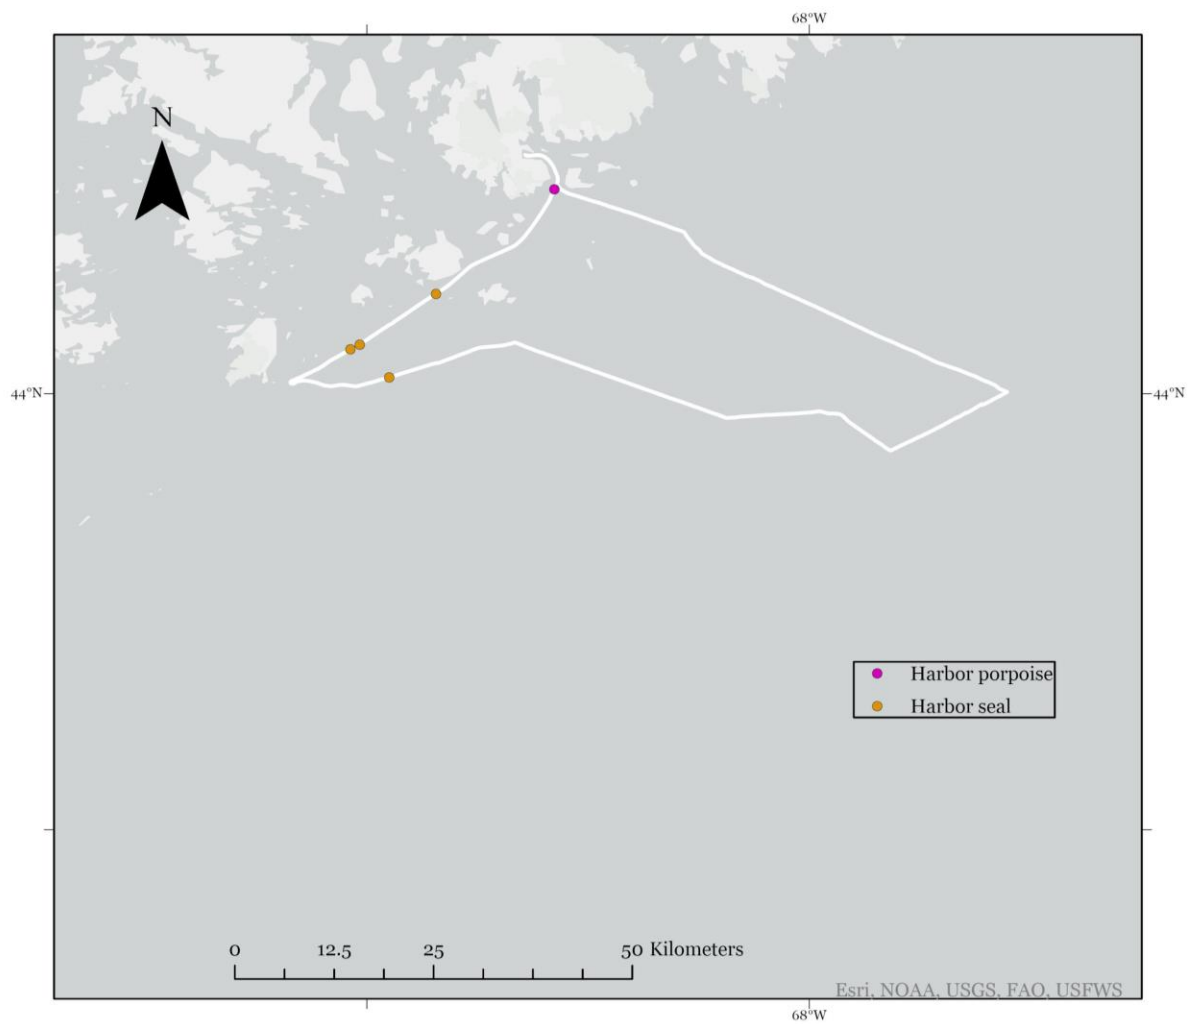 68°W
N
44°N
44°N
Harbor porpoise
Harbor seal
0 12.5 25 50 Kilometers
Esri, NOAA, USGS, FAO, USFWS
68°W